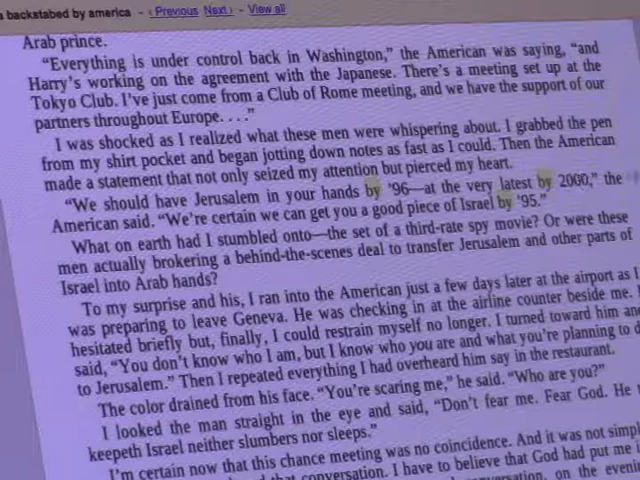 backstabed by america - ‹ Previous Next › - View all
Arab prince.
"Everything is under control back in Washington," the American was saying, "and
Harry's working on the agreement with the Japanese. There's a meeting set up at the
Tokyo Club. I've just come from a Club of Rome meeting, and we have the support of our
partners throughout Europe. . . ."
I was shocked as I realized what these men were whispering about. I grabbed the pen
from my shirt pocket and began jotting down notes as fast as I could. Then the American
made a statement that not only seized my attention but pierced my heart.
"We should have Jerusalem in your hands by '96—at the very latest by 2000," the
American said. "We're certain we can get you a good piece of Israel by '95."
What on earth had I stumbled onto—the set of a third-rate spy movie? Or were these
men actually brokering a behind-the-scenes deal to transfer Jerusalem and other parts of
Israel into Arab hands?
To my surprise and his, I ran into the American just a few days later at the airport as I
was preparing to leave Geneva. He was checking in at the airline counter beside me.
hesitated briefly but, finally, I could restrain myself no longer. I turned toward him and
said, "You don't know who I am, but I know who you are and what you're planning to
to Jerusalem." Then I repeated everything I had overheard him say in the restaurant.
The color drained from his face. "You're scaring me," he said. "Who are you?"
I looked the man straight in the eye and said, "Don't fear me. Fear God. He
keepeth Israel neither slumbers nor sleeps."
I'm certain now that this chance meeting was no coincidence. And it was not
that conversation. I have to believe that God had put me
on the